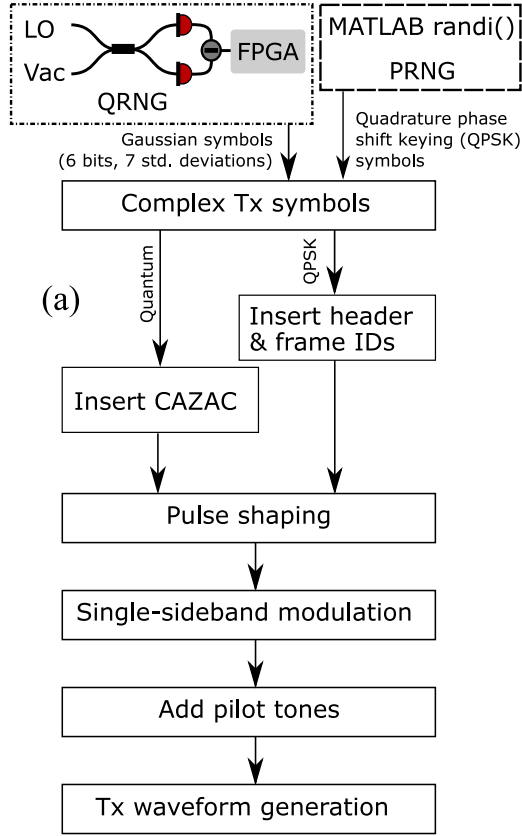 LO
Vac
FPGA
QRNG
MATLAB randi()
PRNG
Gaussian symbols
(6 bits, 7 std. deviations)
Quadrature phase
shift keying (QPSK)
symbols
Complex Tx symbols
Quantum
QPSK
(a)
Insert header
& frame IDs
Insert CAZAC
Pulse shaping
Single-sideband modulation
Add pilot tones
Tx waveform generation